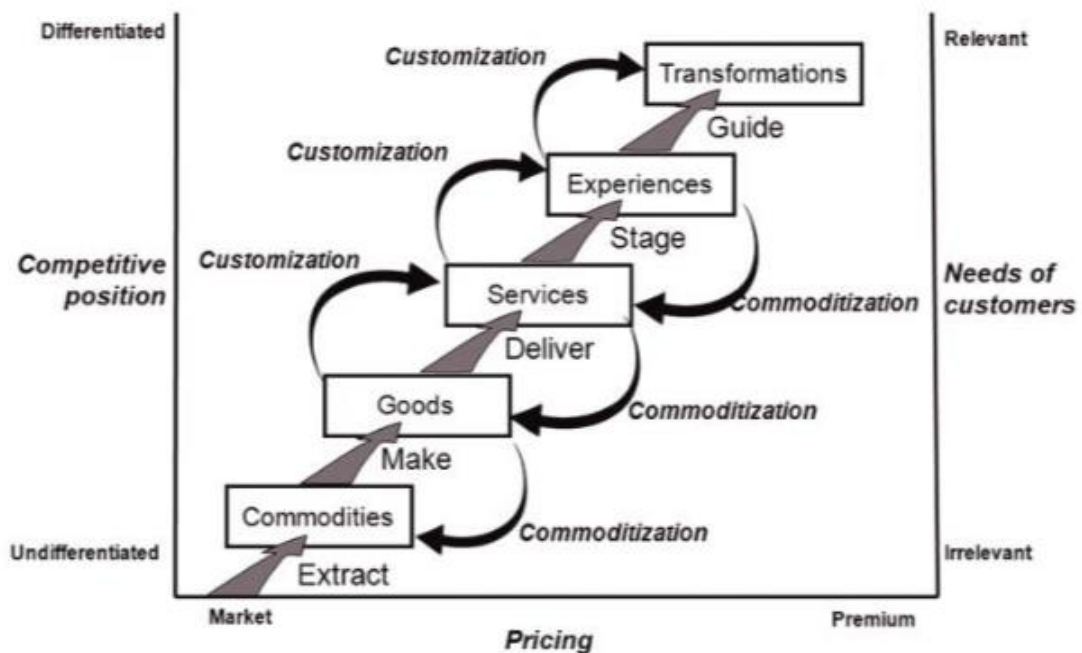 Differentiated
Relevant
Customization
Transformations
Guide
Customization
Experiences
Stage
Competitive
position
Needs of
customers
Customization
Services
Commoditization
Deliver
Goods
Commoditization
Make
Commodities
Commoditization
Undifferentiated
Irrelevant
Extract
Market
Premium
Pricing